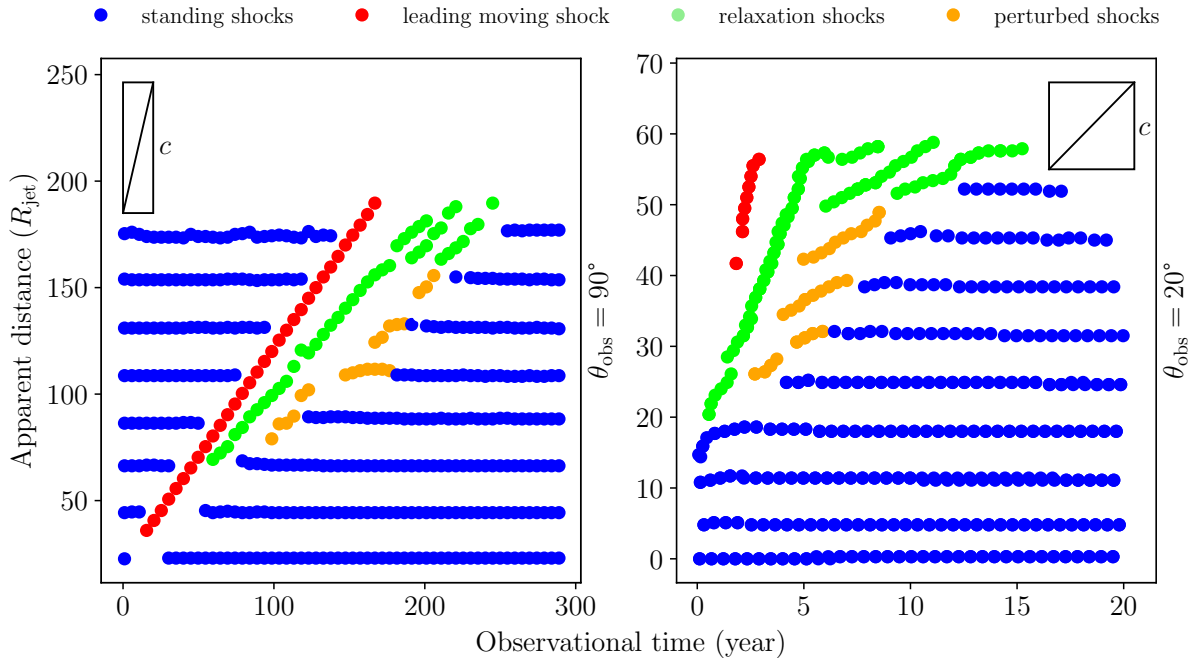 standing shocks leading moving shock relaxation shocks perturbed shocks
250
200
150
100
50
0 100 200 300
Apparent distance (R_jet)
c
θ_obs = 90°
70
60
50
40
30
20
10
0
0 5 10 15 20
c
θ_obs = 20°
Observational time (year)